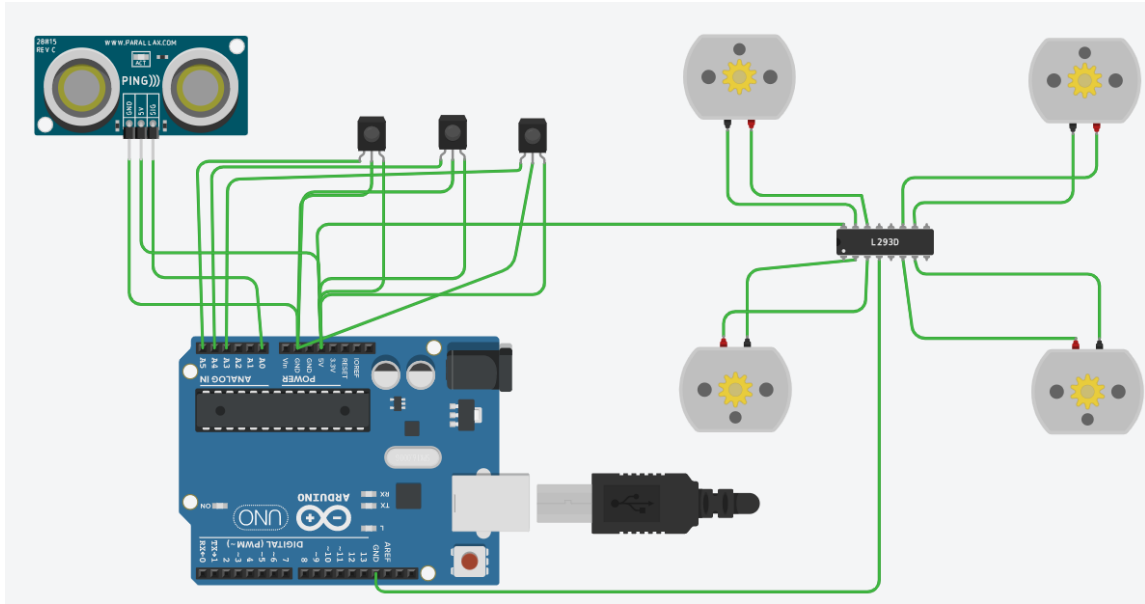 28015
REV C
WWW.PARALLAX.COM
ACT
PING)))
GND
5V
SIG
L293D
A5
A4
A3
A2
A1
A0
Vin
GND
GND
5V
3.3V
RESET
IOREF
ANALOG IN
POWER
RX
TX
L
ON
ARDUINO
UNO
DIGITAL (PWM~)
RX←0
TX→1
2
~3
4
~5
~6
7
8
~9
~10
~11
12
13
GND
AREF